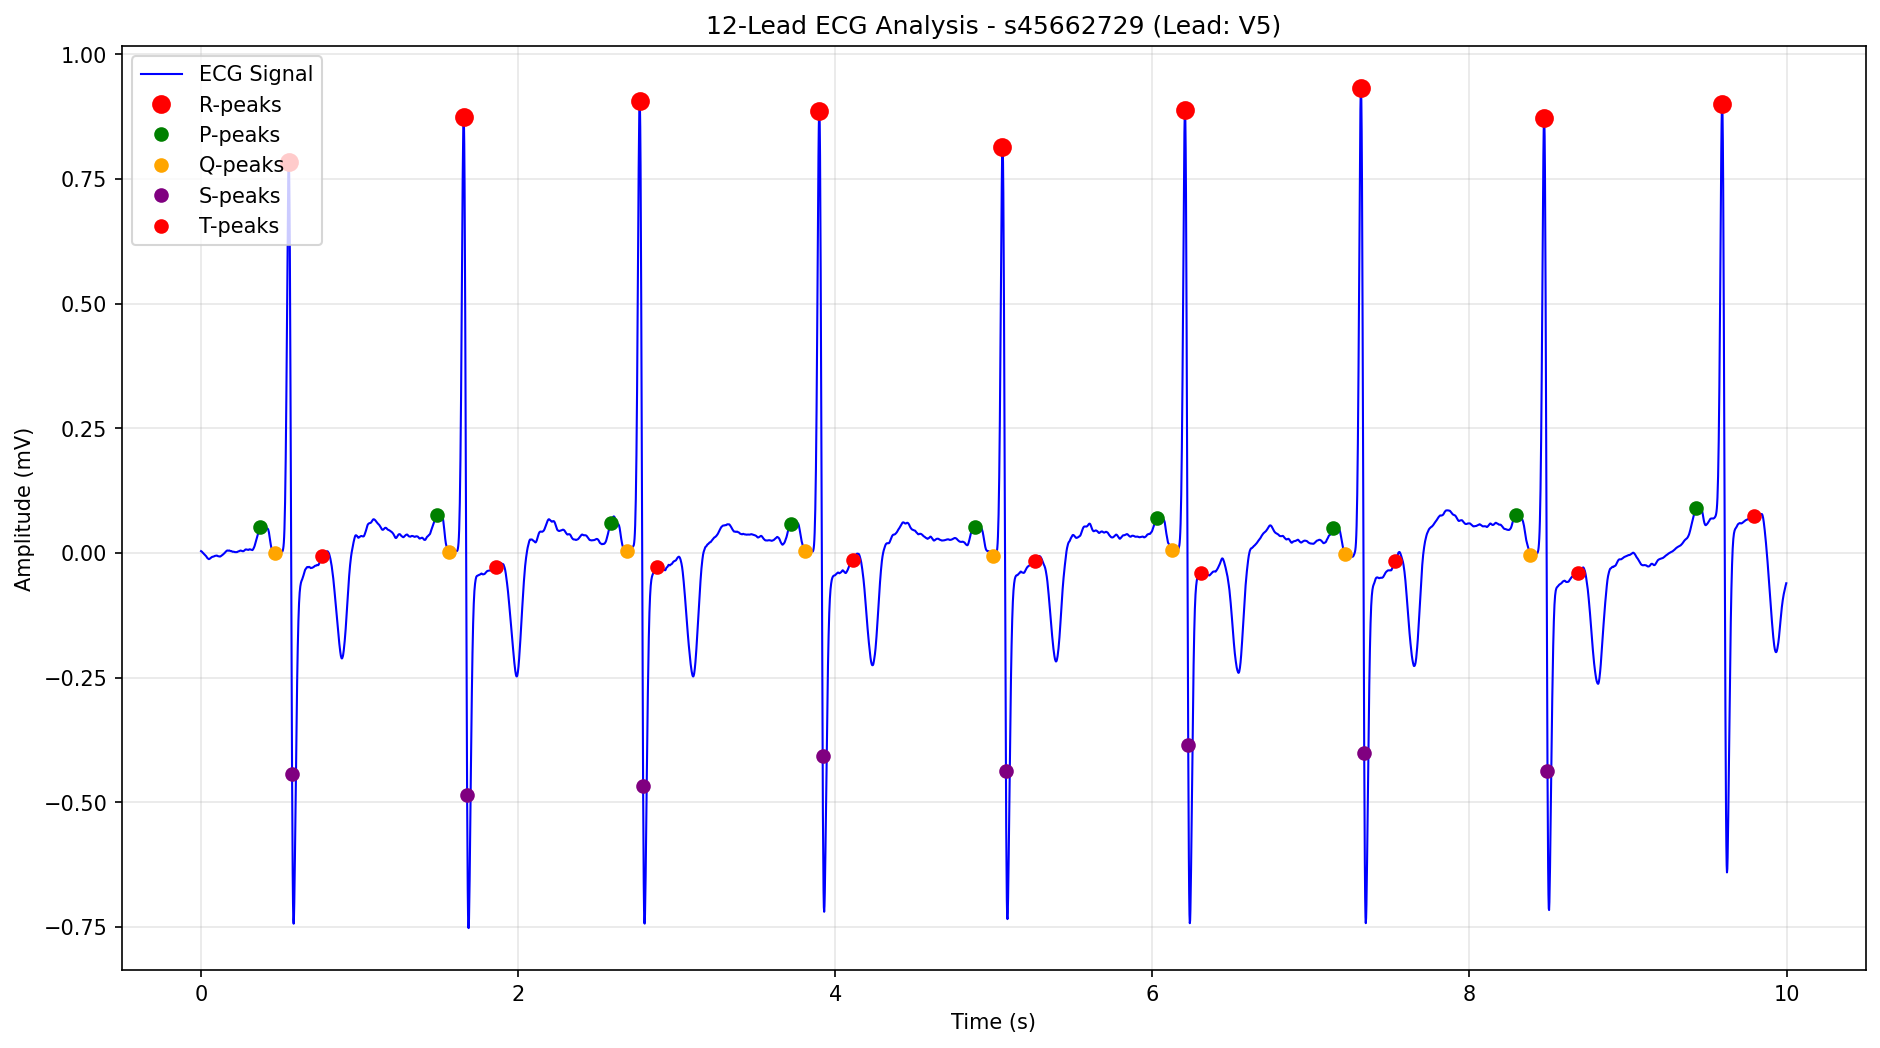 12-Lead ECG Analysis - s45662729 (Lead: V5)
ECG Signal
R-peaks
P-peaks
Q-peaks
S-peaks
T-peaks
Amplitude (mV)
1.00
0.75
0.50
0.25
0.00
−0.25
−0.50
−0.75
0 2 4 6 8 10
Time (s)